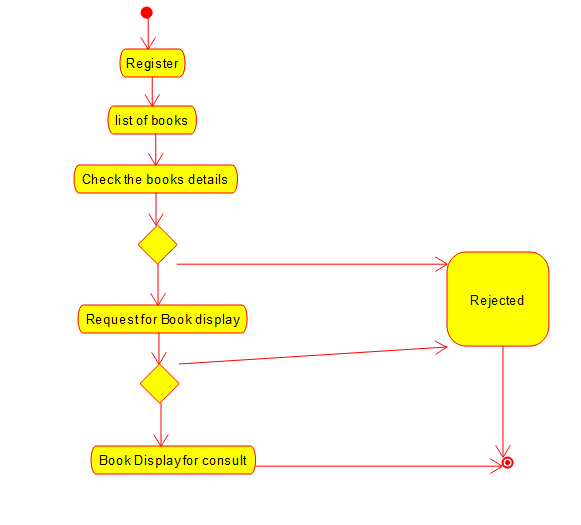 Register
list of books
Check the books details
Rejected
Request for Book display
Book Display for consult